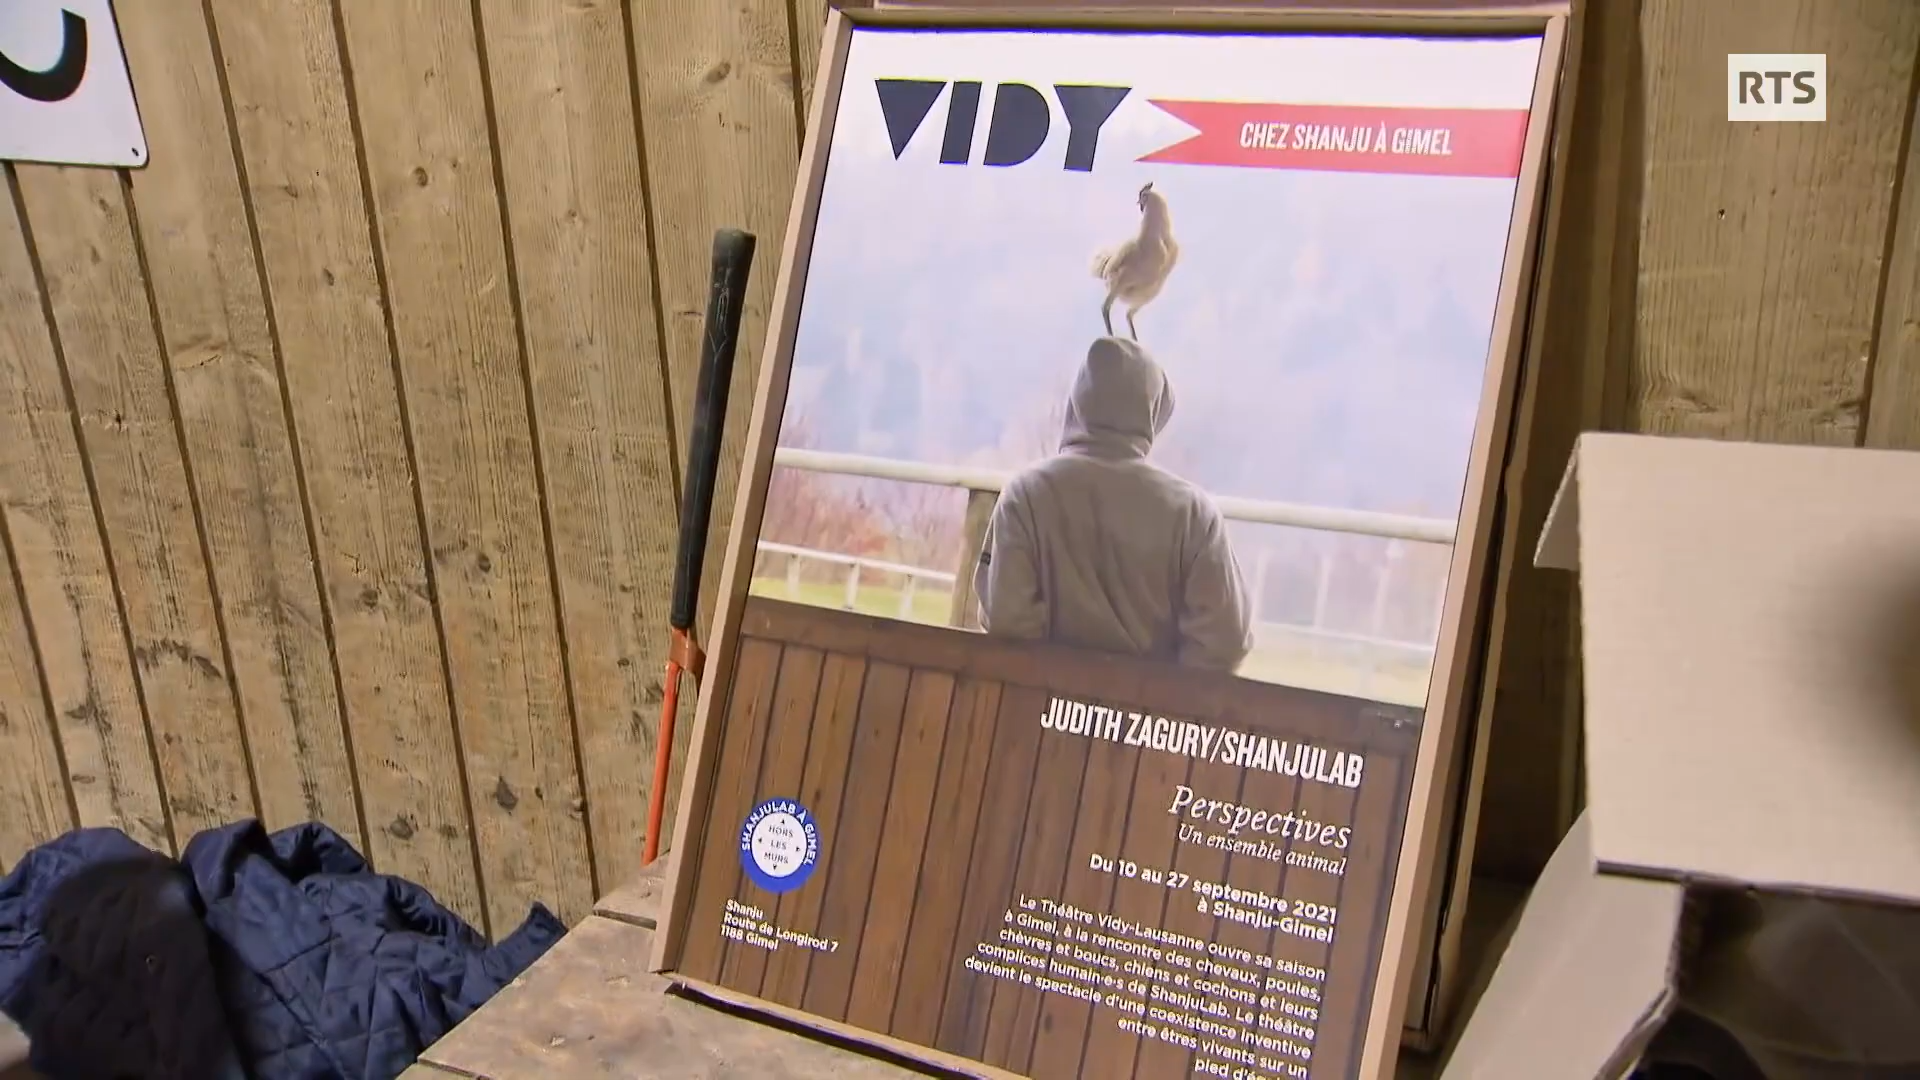 RTS
VIDY
CHEZ SHANJU À GIMEL
JUDITH ZAGURY/SHANJULAB
Perspectives
Un ensemble animal
Du 10 au 27 septembre 2021
à Shanju-Gimel
Le Théâtre Vidy-Lausanne ouvre sa saison
à Gimel, à la rencontre des chevaux, poules,
chèvres et boucs, chiens et cochons et leurs
complices humain·e·s de ShanjuLab. Le théâtre
devient le spectacle d'une coexistence inventive
entre êtres vivants sur un
pied
SHANJULAB À GIMEL
HORS
LES
MURS
Shanju
Route de Longirod 7
1188 Gimel